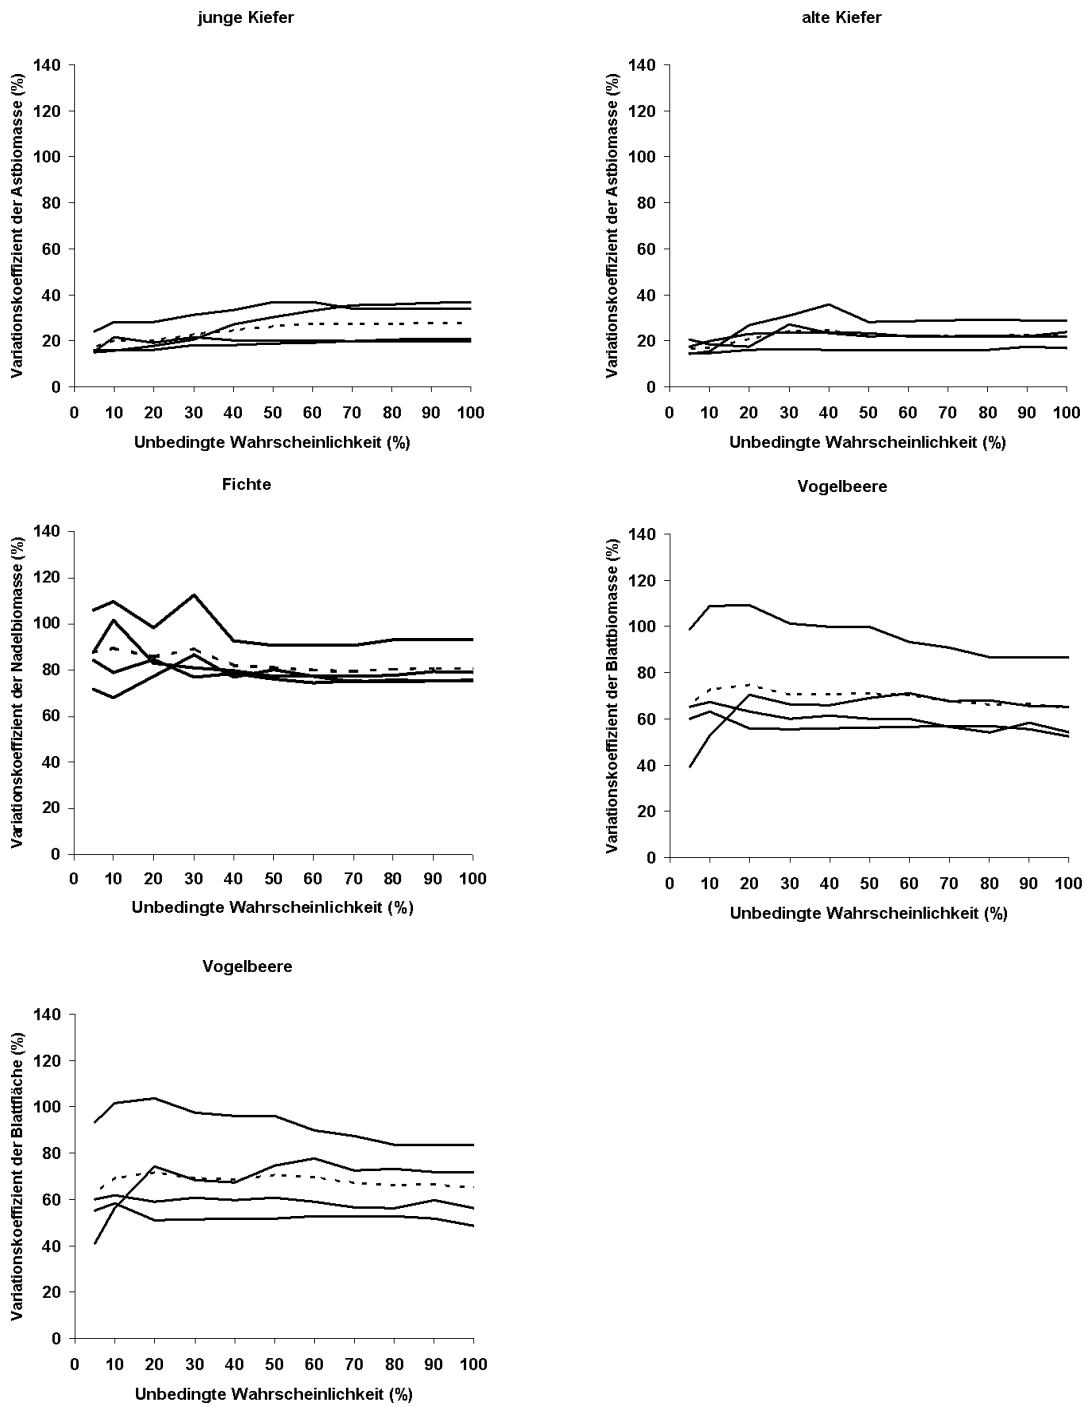 junge Kiefer
Variationskoeffizient der Astbiomasse (%)
140
120
100
80
60
40
20
0
0 10 20 30 40 50 60 70 80 90 100
Unbedingte Wahrscheinlichkeit (%)
alte Kiefer
Variationskoeffizient der Astbiomasse (%)
140
120
100
80
60
40
20
0
0 10 20 30 40 50 60 70 80 90 100
Unbedingte Wahrscheinlichkeit (%)
Fichte
Variationskoeffizient der Nadelbiomasse (%)
140
120
100
80
60
40
20
0
0 10 20 30 40 50 60 70 80 90 100
Unbedingte Wahrscheinlichkeit (%)
Vogelbeere
Variationskoeffizient der Blattbiomasse (%)
140
120
100
80
60
40
20
0
0 10 20 30 40 50 60 70 80 90 100
Unbedingte Wahrscheinlichkeit (%)
Vogelbeere
Variationskoeffizient der Blattfläche (%)
140
120
100
80
60
40
20
0
0 10 20 30 40 50 60 70 80 90 100
Unbedingte Wahrscheinlichkeit (%)